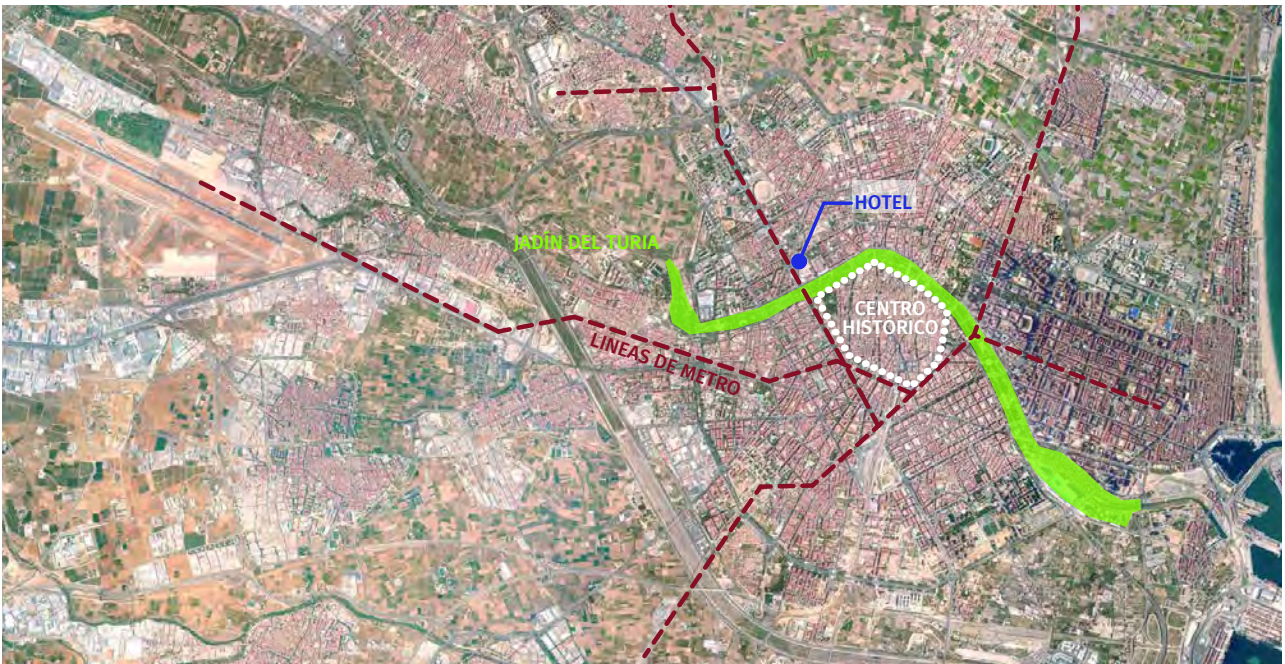 HOTEL
JADÍN DEL TURIA
CENTRO
HISTÓRICO
LÍNEAS DE METRO